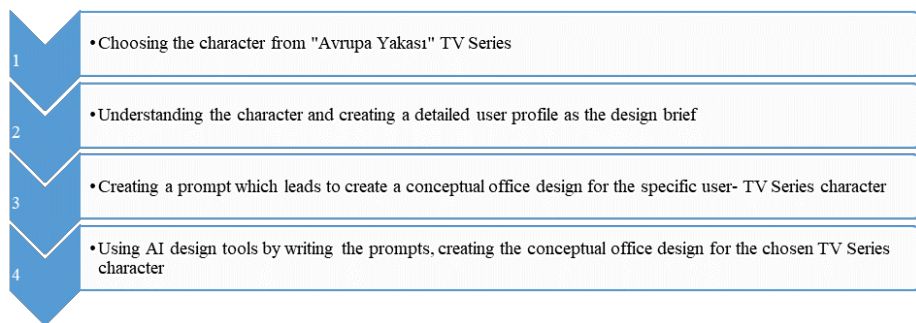 1
• Choosing the character from "Avrupa Yakası" TV Series
2
• Understanding the character and creating a detailed user profile as the design brief
3
• Creating a prompt which leads to create a conceptual office design for the specific user- TV Series character
4
• Using AI design tools by writing the prompts, creating the conceptual office design for the chosen TV Series
character